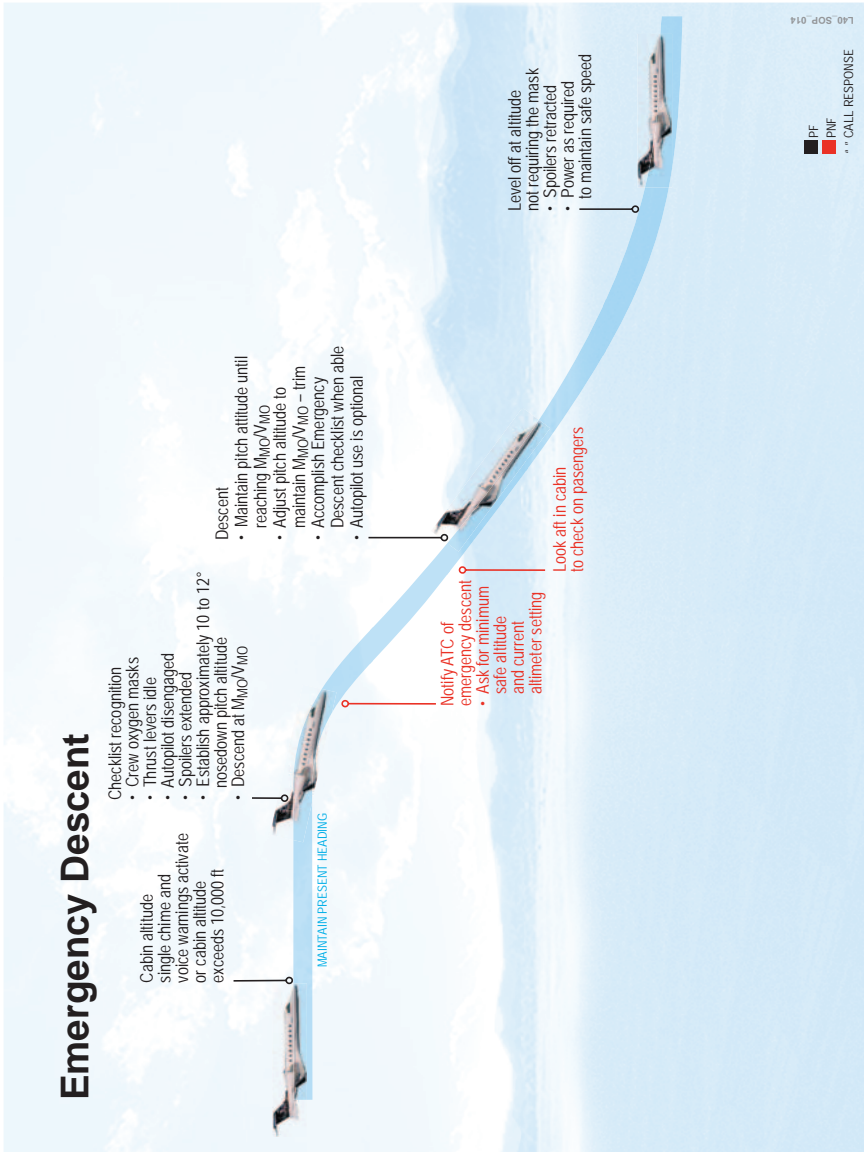 Emergency Descent
Cabin altitude
single chime and
voice warnings activate
or cabin altitude
exceeds 10,000 ft
MAINTAIN PRESENT HEADING
Checklist recognition
• Crew oxygen masks
• Thrust levers idle
• Autopilot disengaged
• Spoilers extended
• Establish approximately 10 to 12°
nosedown pitch attitude
• Descend at MMO/VMO
Notify ATC of
emergency descent
• Ask for minimum
safe altitude
and current
altimeter setting
Descent
• Maintain pitch attitude until
reaching MMO/VMO
• Adjust pitch altitude to
maintain MMO/VMO – trim
• Accomplish Emergency
Descent checklist when able
• Autopilot use is optional
Look aft in cabin
to check on pasengers
Level off at altitude
not requiring the mask
• Spoilers retracted
• Power as required
to maintain safe speed
PF
PNF
" " CALL RESPONSE
L40_SOP_014